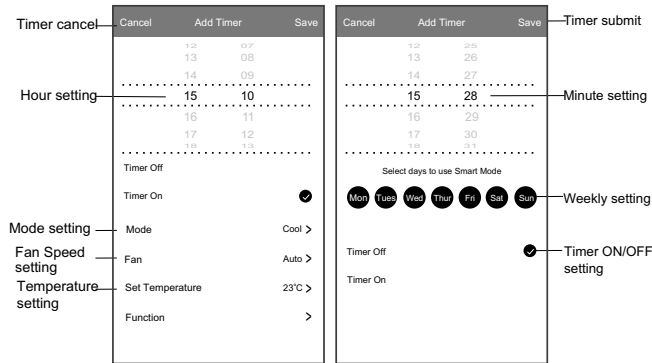 Timer cancel
Cancel Add Timer Save
12 07
13 08
14 09
Hour setting
15 10
16 11
17 12
18 13
Timer Off
Timer On
Mode setting
Mode Cool >
Fan Speed
setting
Fan Auto >
Temperature
setting
Set Temperature 23°C >
Function >
Cancel Add Timer Save
Timer submit
12 25
13 26
14 27
15 28
Minute setting
16 29
17 30
18 31
Select days to use Smart Mode
Mon Tues Wed Thur Fri Sat Sun
Weekly setting
Timer Off
Timer ON/OFF
setting
Timer On